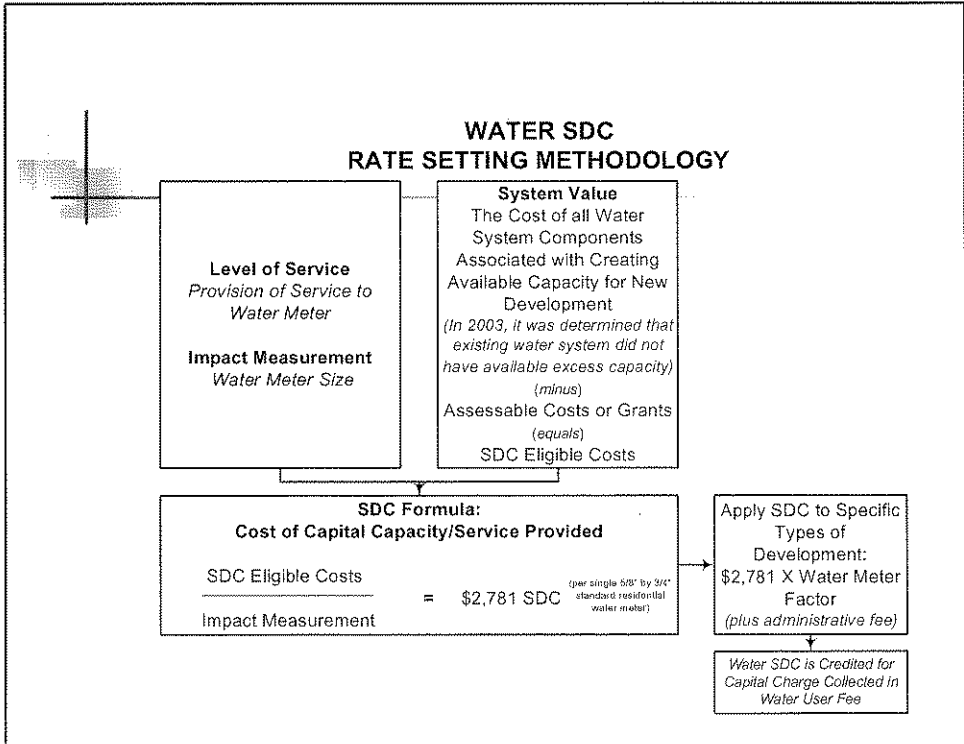 WATER SDC
RATE SETTING METHODOLOGY
Level of Service
Provision of Service to
Water Meter
Impact Measurement
Water Meter Size
System Value
The Cost of all Water
System Components
Associated with Creating
Available Capacity for New
Development
(In 2003, it was determined that
existing water system did not
have available excess capacity)
(minus)
Assessable Costs or Grants
(equals)
SDC Eligible Costs
SDC Formula:
Cost of Capital Capacity/Service Provided
SDC Eligible Costs
Impact Measurement
=
$2,781 SDC
(per single 5/8" by 3/4"
standard residential
water meter)
Apply SDC to Specific
Types of
Development:
$2,781 X Water Meter
Factor
(plus administrative fee)
Water SDC is Credited for
Capital Charge Collected in
Water User Fee